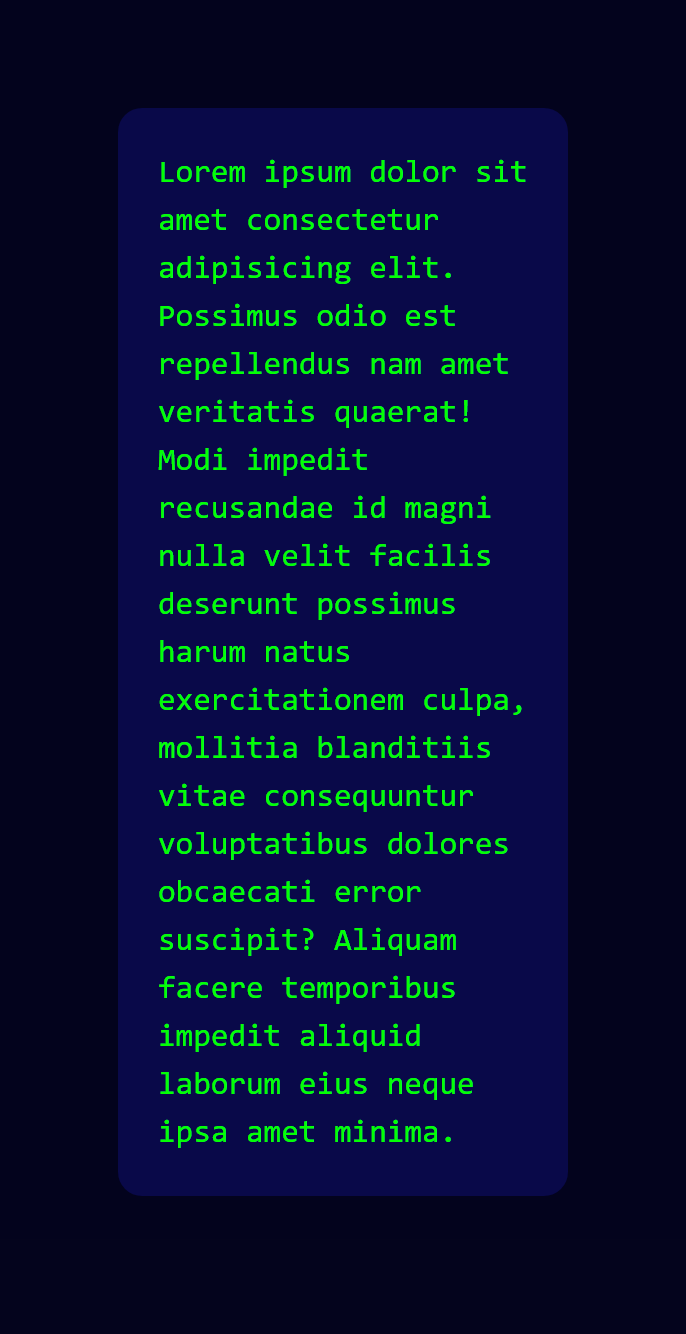 Lorem ipsum dolor sit
amet consectetur
adipisicing elit.
Possimus odio est
repellendus nam amet
veritatis quaerat!
Modi impedit
recusandae id magni
nulla velit facilis
deserunt possimus
harum natus
exercitationem culpa,
mollitia blanditiis
vitae consequuntur
voluptatibus dolores
obcaecati error
suscipit? Aliquam
facere temporibus
impedit aliquid
laborum eius neque
ipsa amet minima.